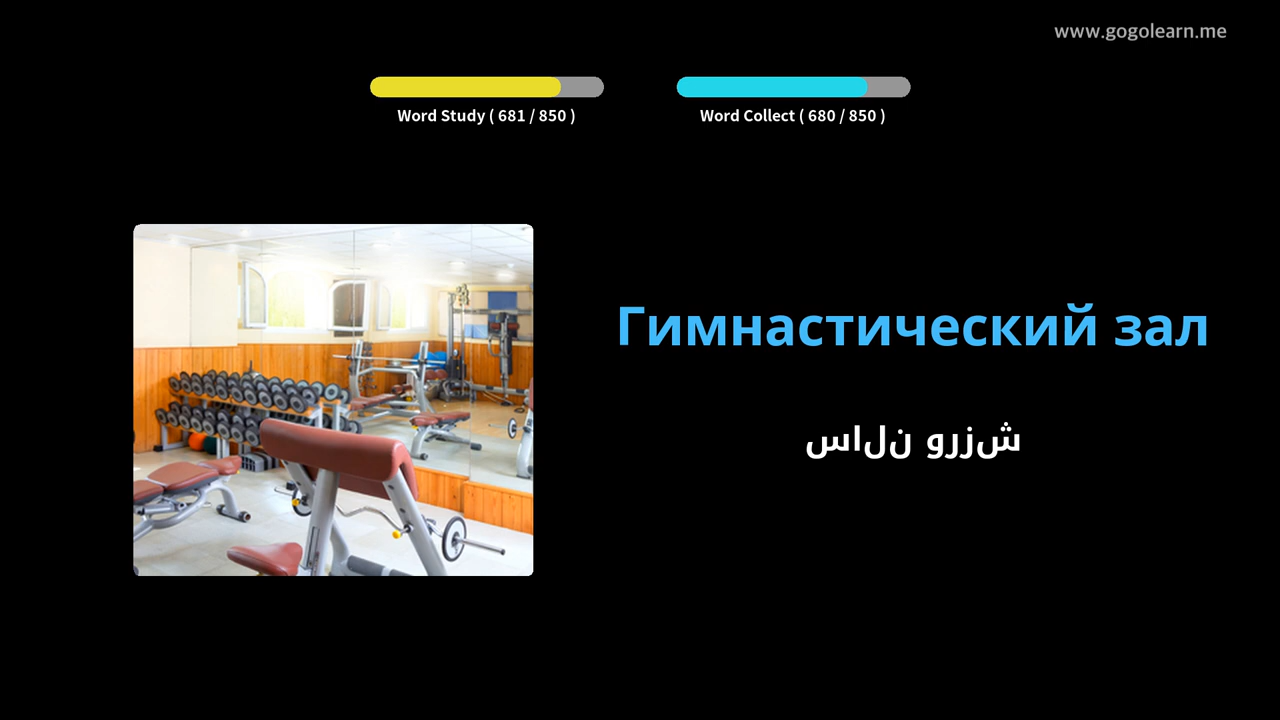 www.gogolearn.me
Word Study ( 681 / 850 )
Word Collect ( 680 / 850 )
Гимнастический зал
شزرو نلاس